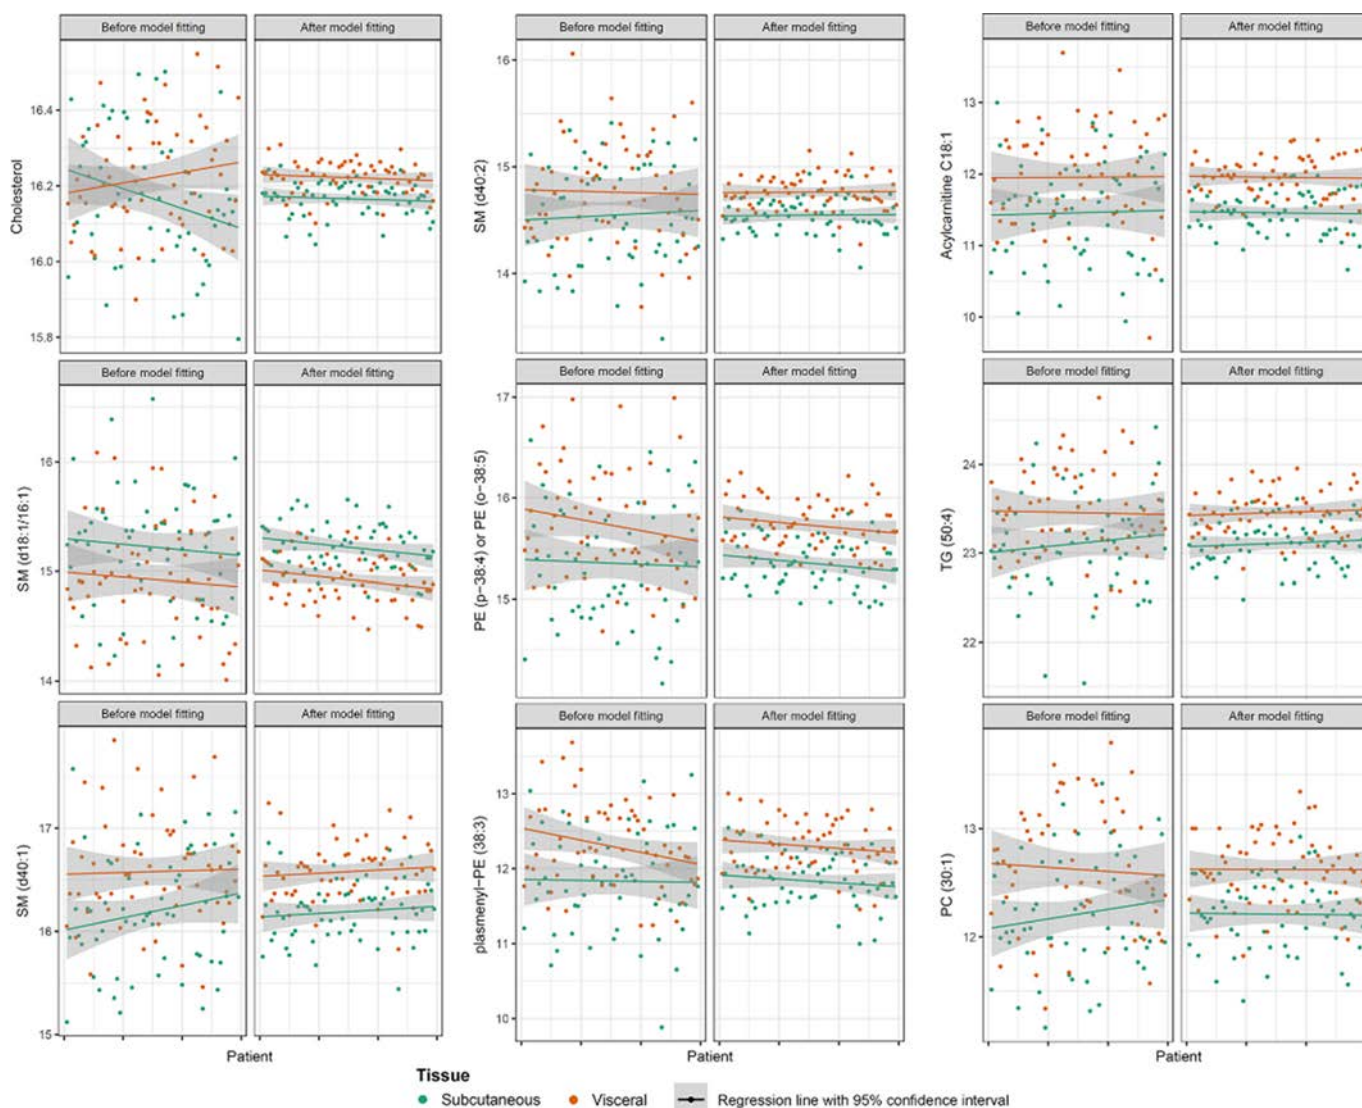 Before model fitting After model fitting Before model fitting After model fitting Before model fitting After model fitting
Cholesterol
16.4
16.2
16.0
15.8
SM (d40:2)
16
15
14
Acylcarnitine C18:1
13
12
11
10
Before model fitting After model fitting Before model fitting After model fitting Before model fitting After model fitting
SM (d18:1/16:1)
16
15
14
PE (p−38:4) or PE (o−38:5)
17
16
15
TG (50:4)
24
23
22
Before model fitting After model fitting Before model fitting After model fitting Before model fitting After model fitting
SM (d40:1)
17
16
15
plasmenyl−PE (38:3)
13
12
11
10
PC (30:1)
13
12
Patient Patient Patient
Tissue
Subcutaneous Visceral Regression line with 95% confidence interval